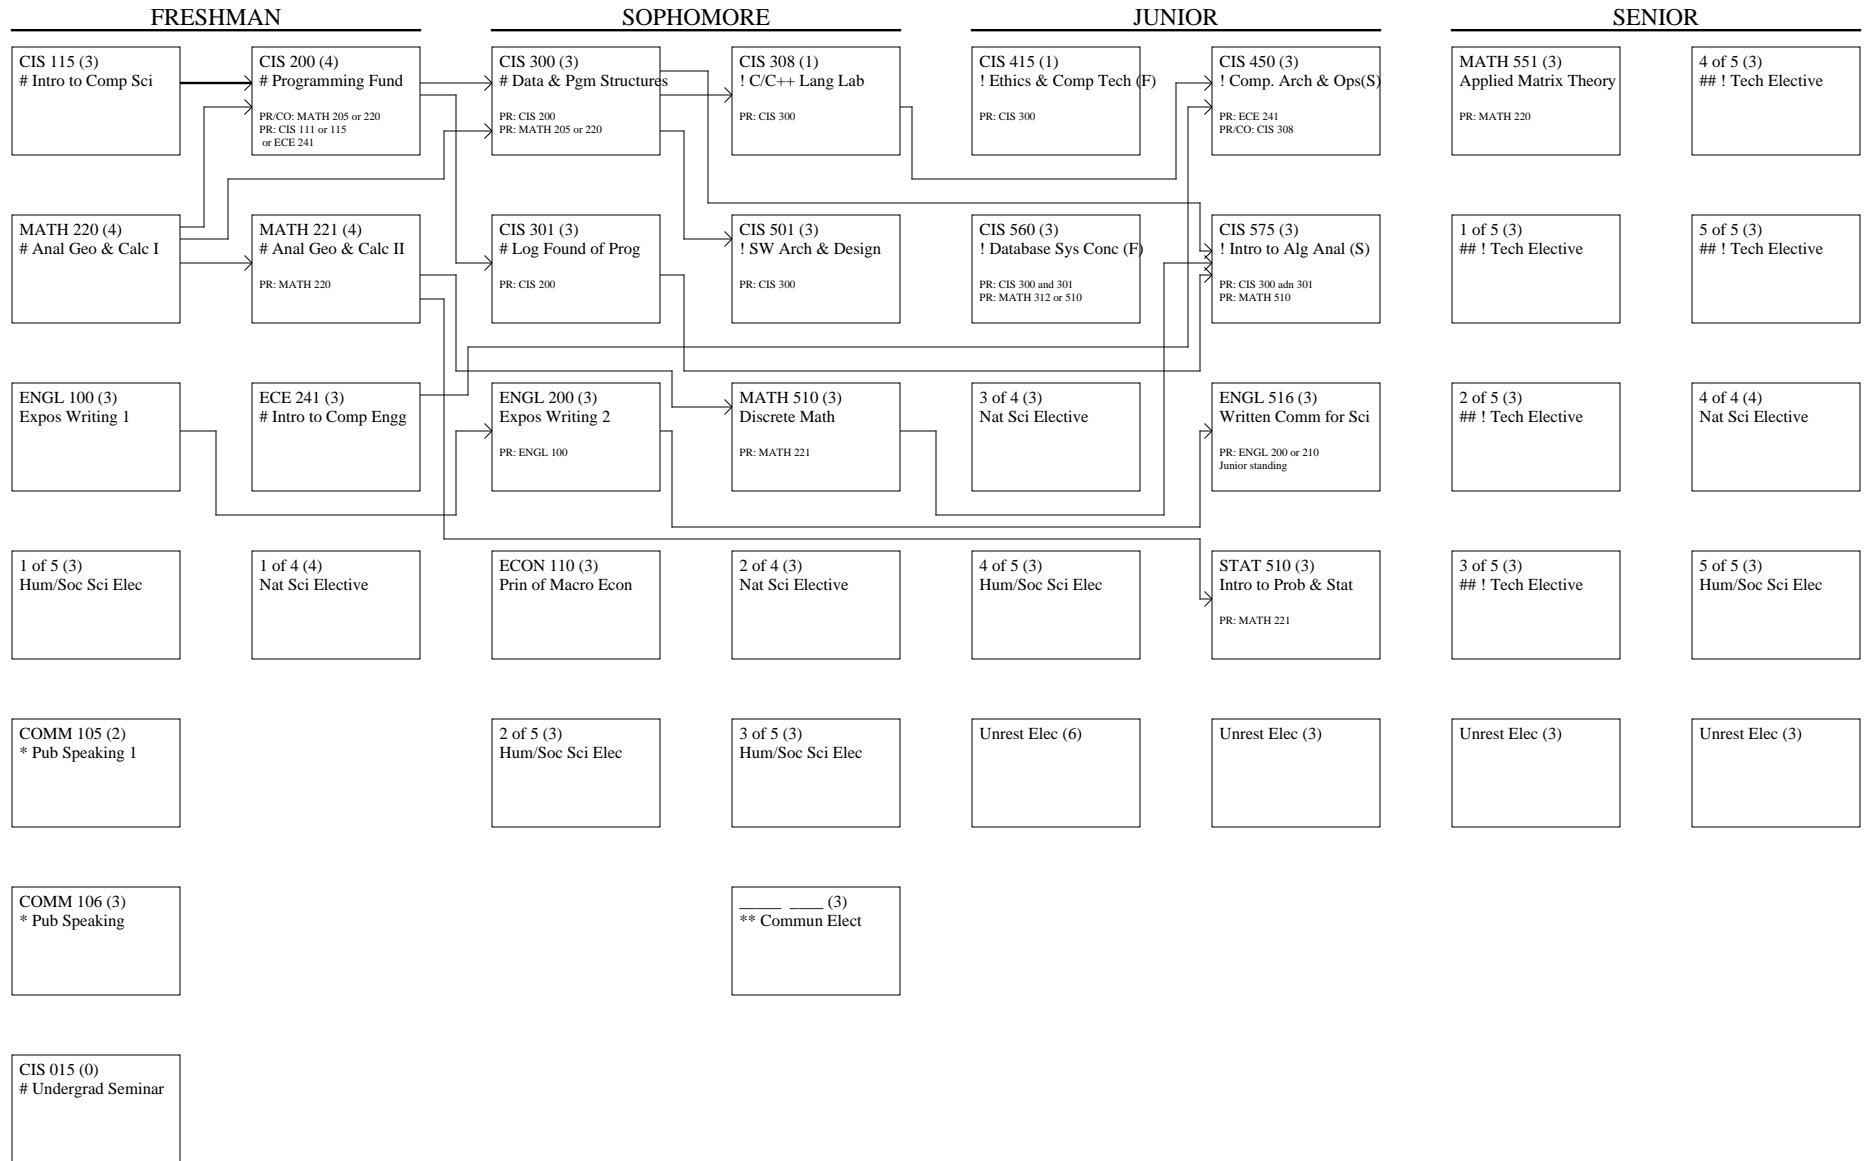 FRESHMAN
SOPHOMORE
JUNIOR
SENIOR
CIS 115 (3)
# Intro to Comp Sci
CIS 200 (4)
# Programming Fund
PR/CO: MATH 205 or 220
PR: CIS 111 or 115
or ECE 241
CIS 300 (3)
# Data & Pgm Structures
PR: CIS 200
PR: MATH 205 or 220
CIS 308 (1)
! C/C++ Lang Lab
PR: CIS 300
CIS 415 (1)
! Ethics & Comp Tech (F)
PR: CIS 300
CIS 450 (3)
! Comp. Arch & Ops(S)
PR: ECE 241
PR/CO: CIS 308
MATH 551 (3)
Applied Matrix Theory
PR: MATH 220
4 of 5 (3)
## ! Tech Elective
MATH 220 (4)
# Anal Geo & Calc I
MATH 221 (4)
# Anal Geo & Calc II
PR: MATH 220
CIS 301 (3)
# Log Found of Prog
PR: CIS 200
CIS 501 (3)
! SW Arch & Design
PR: CIS 300
CIS 560 (3)
! Database Sys Conc (F)
PR: CIS 300 and 301
PR: MATH 312 or 510
CIS 575 (3)
! Intro to Alg Anal (S)
PR: CIS 300 adn 301
PR: MATH 510
1 of 5 (3)
## ! Tech Elective
5 of 5 (3)
## ! Tech Elective
ENGL 100 (3)
Expos Writing 1
ECE 241 (3)
# Intro to Comp Engg
ENGL 200 (3)
Expos Writing 2
PR: ENGL 100
MATH 510 (3)
Discrete Math
PR: MATH 221
3 of 4 (3)
Nat Sci Elective
ENGL 516 (3)
Written Comm for Sci
PR: ENGL 200 or 210
Junior standing
2 of 5 (3)
## ! Tech Elective
4 of 4 (4)
Nat Sci Elective
1 of 5 (3)
Hum/Soc Sci Elec
1 of 4 (4)
Nat Sci Elective
ECON 110 (3)
Prin of Macro Econ
2 of 4 (3)
Nat Sci Elective
4 of 5 (3)
Hum/Soc Sci Elec
STAT 510 (3)
Intro to Prob & Stat
PR: MATH 221
3 of 5 (3)
## ! Tech Elective
5 of 5 (3)
Hum/Soc Sci Elec
COMM 105 (2)
* Pub Speaking 1
2 of 5 (3)
Hum/Soc Sci Elec
3 of 5 (3)
Hum/Soc Sci Elec
Unrest Elec (6)
Unrest Elec (3)
Unrest Elec (3)
Unrest Elec (3)
COMM 106 (3)
* Pub Speaking
_____ ____ (3)
** Commun Elect
CIS 015 (0)
# Undergrad Seminar